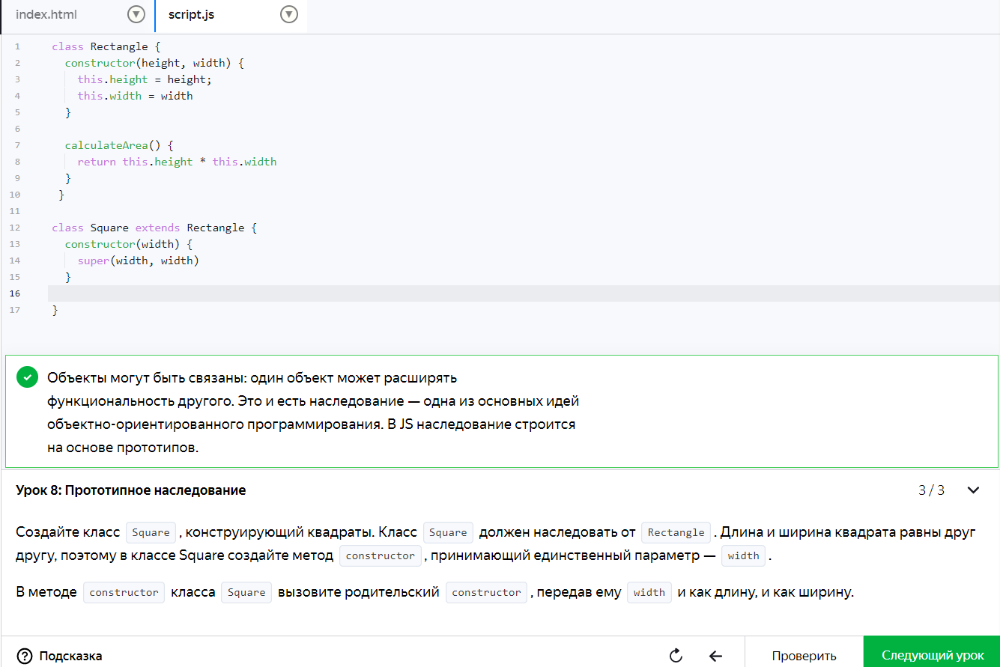 index.html
script.js
1 class Rectangle {
2 constructor(height, width) {
3 this.height = height;
4 this.width = width
5 }
6
7 calculateArea() {
8 return this.height * this.width
9 }
10 }
11
12 class Square extends Rectangle {
13 constructor(width) {
14 super(width, width)
15 }
16
17 }
Объекты могут быть связаны: один объект может расширять
функциональность другого. Это и есть наследование — одна из основных идей
объектно-ориентированного программирования. В JS наследование строится
на основе прототипов.
Урок 8: Прототипное наследование
3 / 3
Создайте класс Square , конструирующий квадраты. Класс Square должен наследовать от Rectangle . Длина и ширина квадрата равны друг
другу, поэтому в классе Square создайте метод constructor , принимающий единственный параметр — width .
В методе constructor класса Square вызовите родительский constructor , передав ему width и как длину, и как ширину.
Подсказка
Проверить
Следующий урок